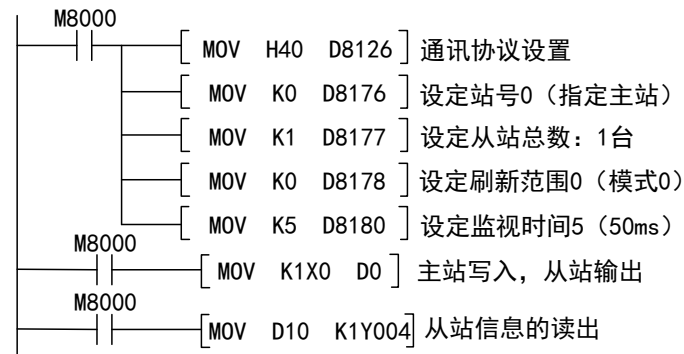 M8000
MOV H40 D8126 通讯协议设置
MOV K0 D8176 设定站号0（指定主站）
MOV K1 D8177 设定从站总数：1台
MOV K0 D8178 设定刷新范围0（模式0）
MOV K5 D8180 设定监视时间5（50ms）
M8000
MOV K1X0 D0 主站写入，从站输出
M8000
MOV D10 K1Y004 从站信息的读出